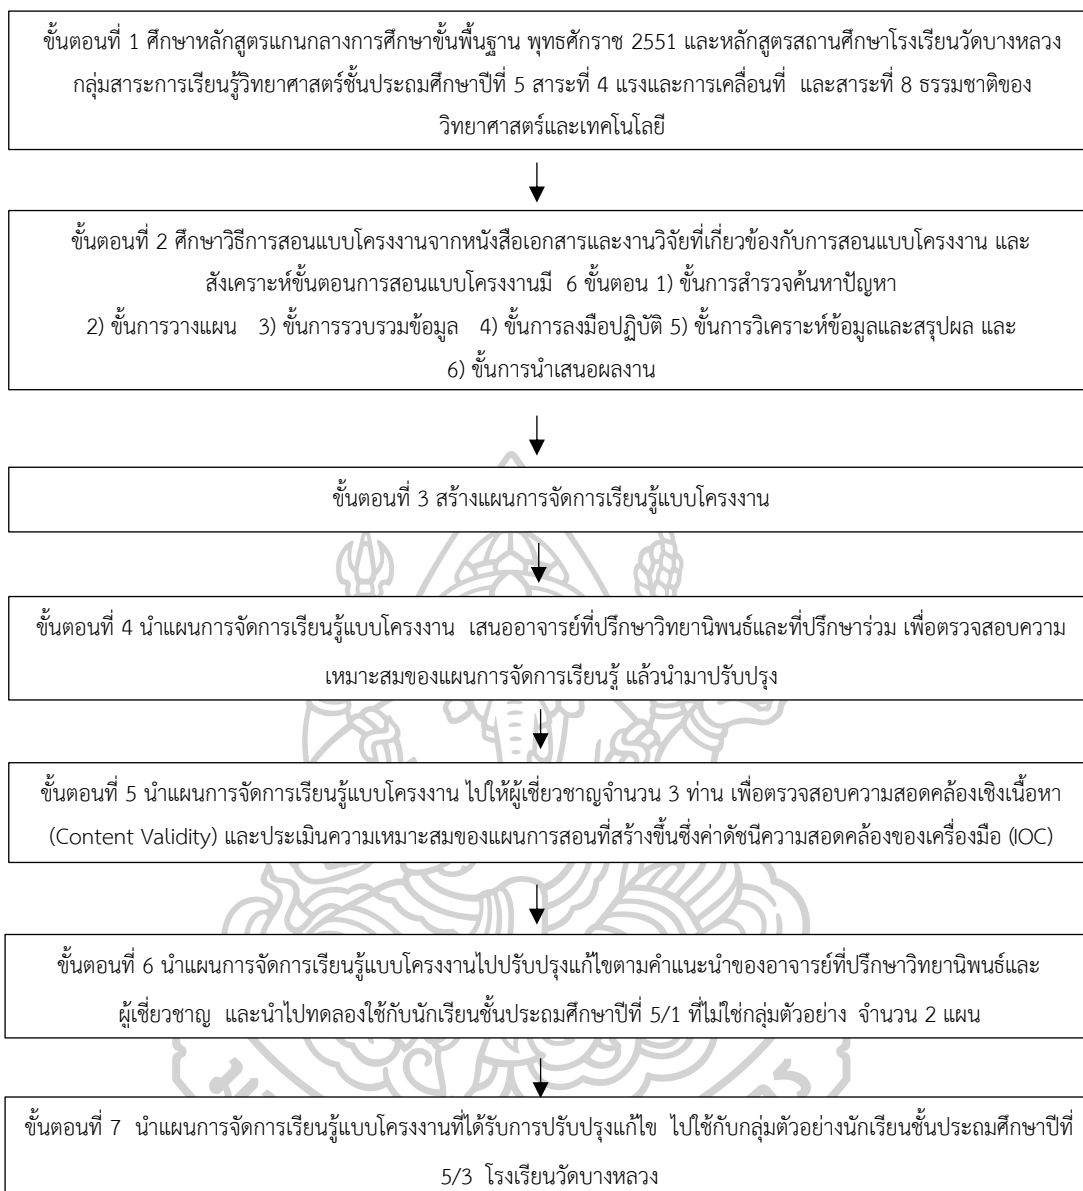 ขั้นตอนที่ 1 ศึกษาหลักสูตรแกนกลางการศึกษาขั้นพื้นฐาน พุทธศักราช 2551 และหลักสูตรสถานศึกษาโรงเรียนวัดบางหลวง
กลุ่มสาระการเรียนรู้วิทยาศาสตร์ชั้นประถมศึกษาปีที่ 5 สาระที่ 4 แรงและการเคลื่อนที่ และสาระที่ 8 ธรรมชาติของ
วิทยาศาสตร์และเทคโนโลยี
ขั้นตอนที่ 2 ศึกษาวิธีการสอนแบบโครงงานจากหนังสือเอกสารและงานวิจัยที่เกี่ยวข้องกับการสอนแบบโครงงาน และ
สังเคราะห์ขั้นตอนการสอนแบบโครงงานมี 6 ขั้นตอน 1) ขั้นการสำรวจค้นหาปัญหา
2) ขั้นการวางแผน 3) ขั้นการรวบรวมข้อมูล 4) ขั้นการลงมือปฏิบัติ 5) ขั้นการวิเคราะห์ข้อมูลและสรุปผล และ
6) ขั้นการนำเสนอผลงาน
ขั้นตอนที่ 3 สร้างแผนการจัดการเรียนรู้แบบโครงงาน
ขั้นตอนที่ 4 นำแผนการจัดการเรียนรู้แบบโครงงาน เสนออาจารย์ที่ปรึกษาวิทยานิพนธ์และที่ปรึกษาร่วม เพื่อตรวจสอบความ
เหมาะสมของแผนการจัดการเรียนรู้ แล้วนำมาปรับปรุง
ขั้นตอนที่ 5 นำแผนการจัดการเรียนรู้แบบโครงงาน ไปให้ผู้เชี่ยวชาญจำนวน 3 ท่าน เพื่อตรวจสอบความสอดคล้องเชิงเนื้อหา
(Content Validity) และประเมินความเหมาะสมของแผนการสอนที่สร้างขึ้นซึ่งค่าดัชนีความสอดคล้องของเครื่องมือ (IOC)
ขั้นตอนที่ 6 นำแผนการจัดการเรียนรู้แบบโครงงานไปปรับปรุงแก้ไขตามคำแนะนำของอาจารย์ที่ปรึกษาวิทยานิพนธ์และ
ผู้เชี่ยวชาญ และนำไปทดลองใช้กับนักเรียนชั้นประถมศึกษาปีที่ 5/1 ที่ไม่ใช่กลุ่มตัวอย่าง จำนวน 2 แผน
ขั้นตอนที่ 7 นำแผนการจัดการเรียนรู้แบบโครงงานที่ได้รับการปรับปรุงแก้ไข ไปใช้กับกลุ่มตัวอย่างนักเรียนชั้นประถมศึกษาปีที่
5/3 โรงเรียนวัดบางหลวง